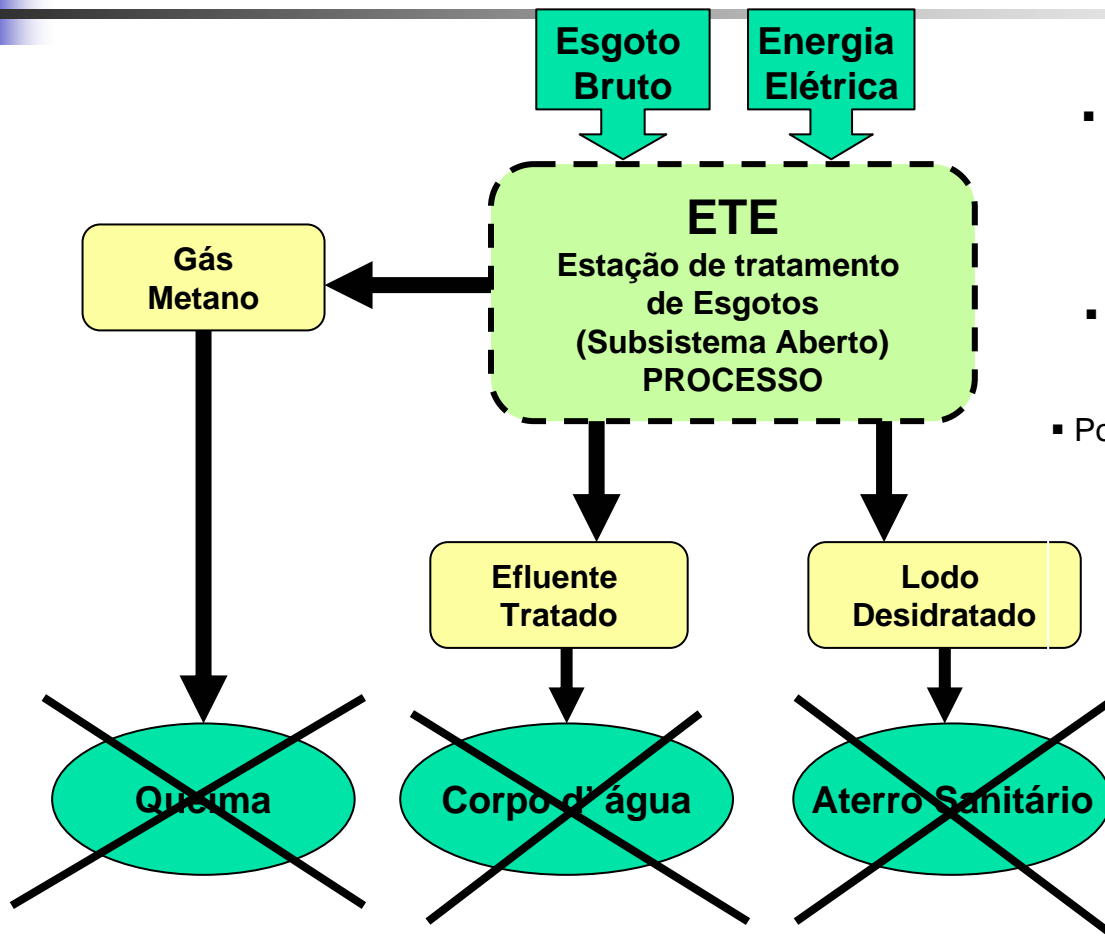 Esgoto
Bruto
Energia
Elétrica
ETE
Estação de tratamento
de Esgotos
(Subsistema Aberto)
PROCESSO
Gás
Metano
▪
▪
▪ Po
Efluente
Tratado
Lodo
Desidratado
Queima
Corpo d' água
Aterro Sanitário